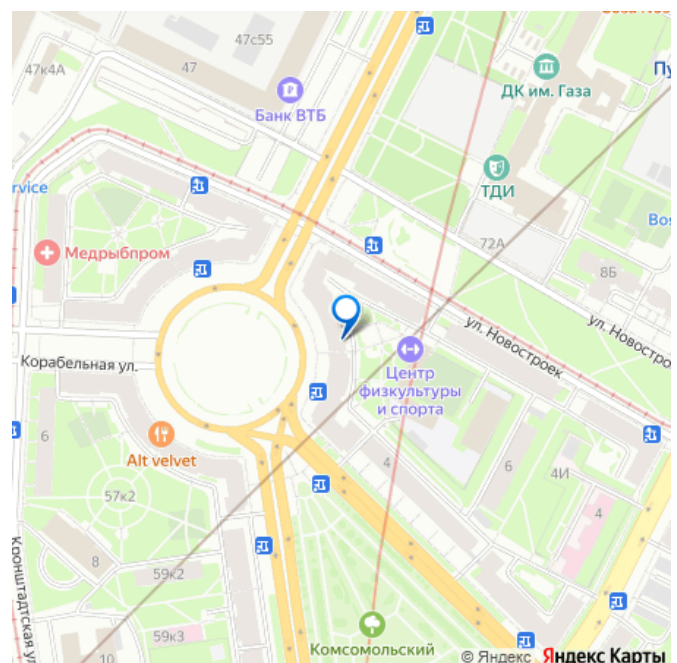 47с55
47к4А
47
Банк ВТБ
ДК им. Газа
ТДИ
rvice
Медрыбпром
72А
8Б
ул. Новостроек
Корабельная ул.
Центр
физкультуры
и спорта
6
Alt velvet
4
6
4И
57к2
4
8
59к2
Кронштадтская ул
10
59к3
Комсомольский
© Яндекс Яндекс Карты